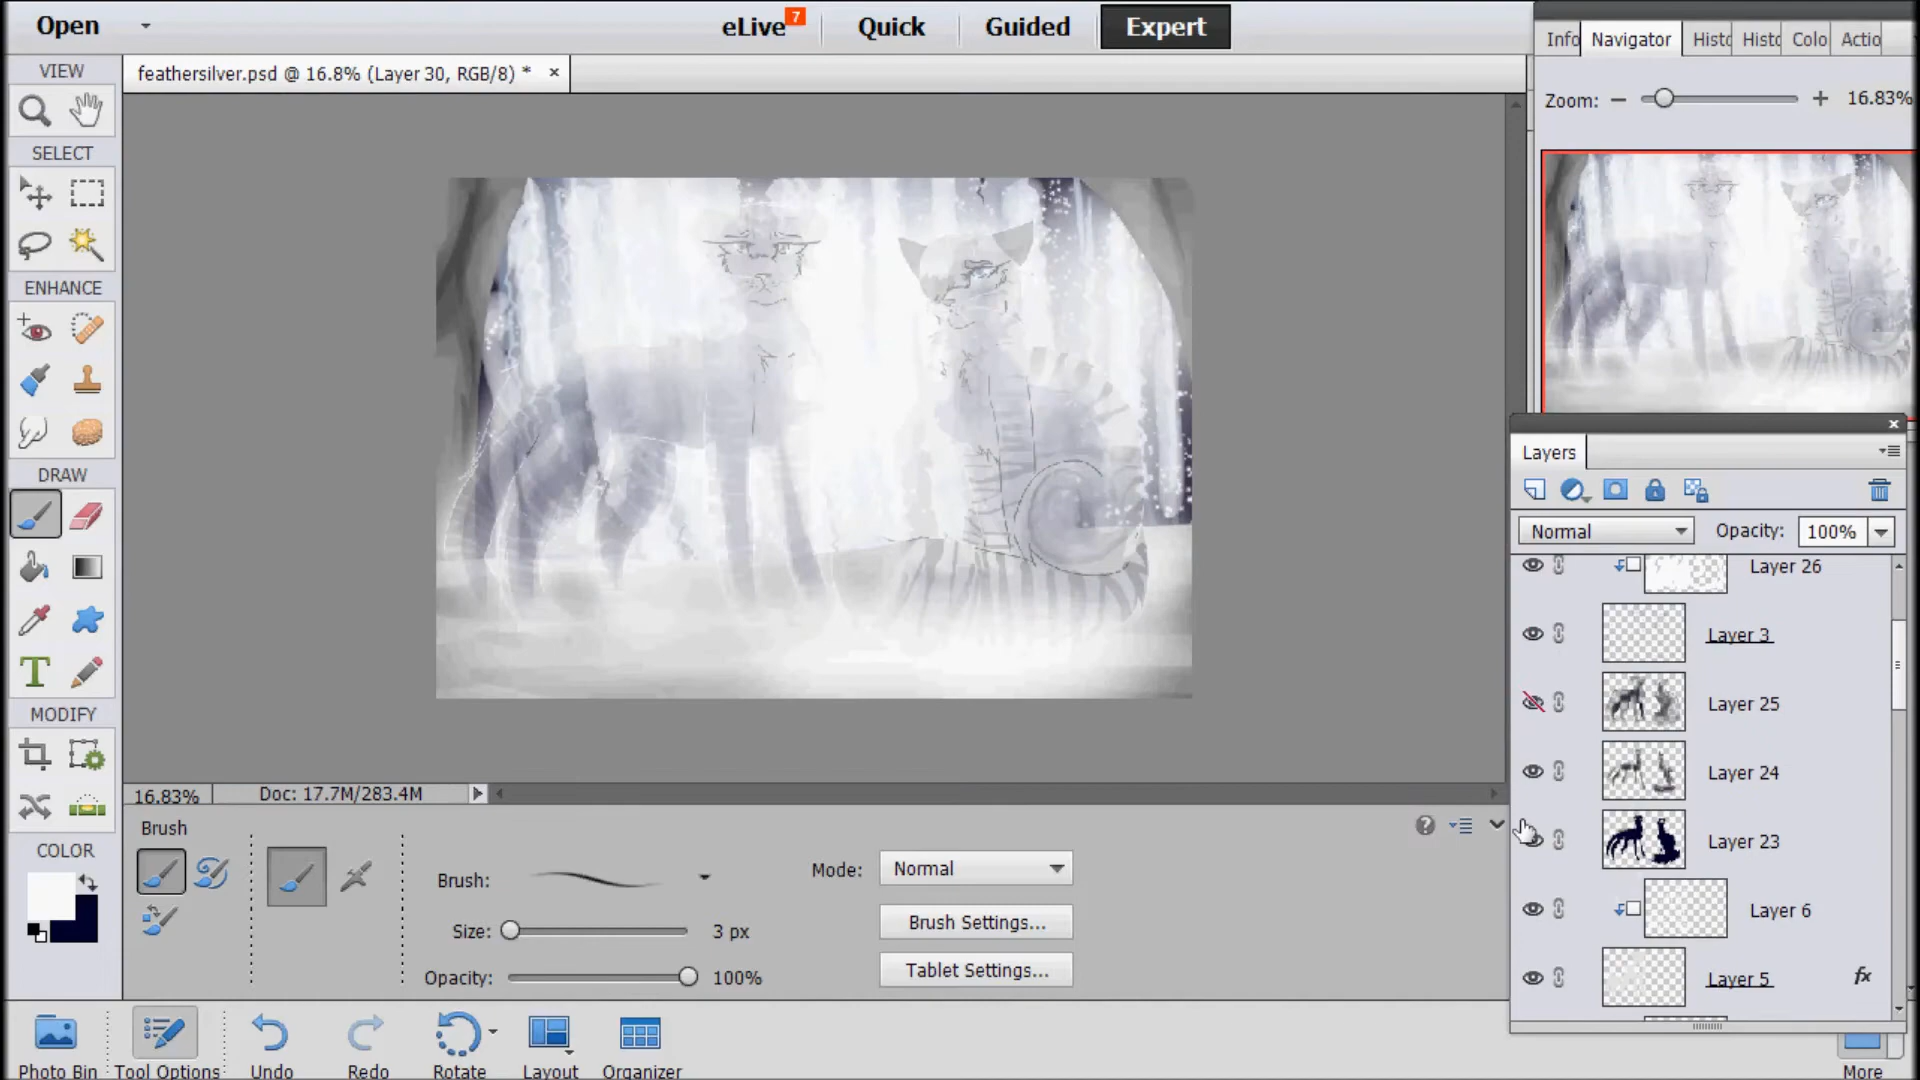 Open
eLive 7
Quick
Guided
Expert
VIEW
feathersilver.psd @ 16.8% (Layer 30, RGB/8) * ×
SELECT
ENHANCE
DRAW
T
MODIFY
COLOR
Info Navigator Histo Histo Colo Actio
Zoom: − + 16.83%
Layers
Normal Opacity: 100%
Layer 26
Layer 3
Layer 25
Layer 24
Layer 23
Layer 6
Layer 5 fx
16.83% Doc: 17.7M/283.4M
Brush
Brush:
Size: 3 px
Opacity: 100%
Mode: Normal
Brush Settings...
Tablet Settings...
Photo Bin Tool Options Undo Redo Rotate Layout Organizer More